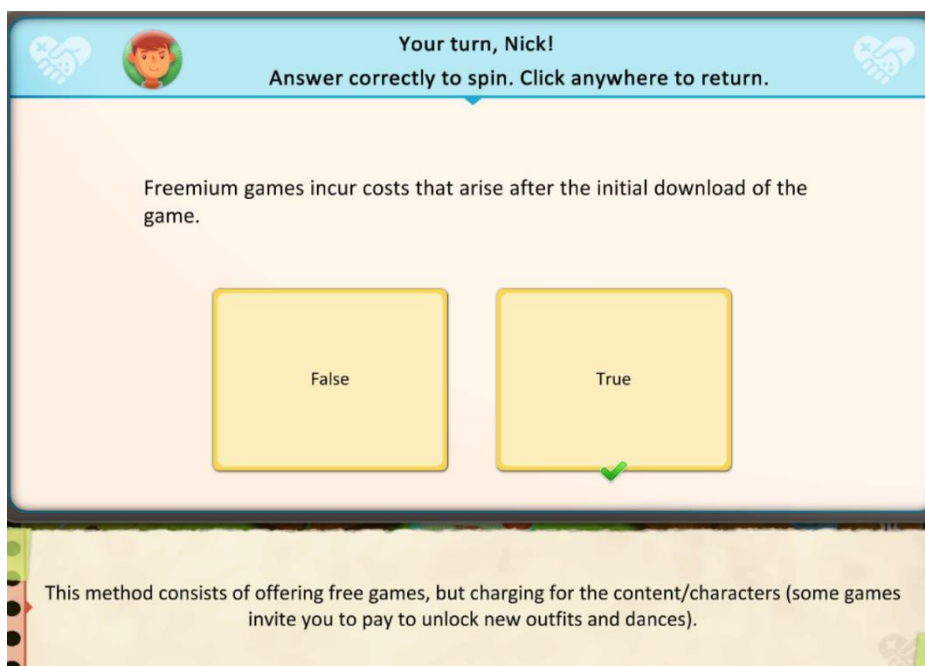 Your turn, Nick!
Answer correctly to spin. Click anywhere to return.
Freemium games incur costs that arise after the initial download of the
game.
False
True
This method consists of offering free games, but charging for the content/characters (some games
invite you to pay to unlock new outfits and dances).